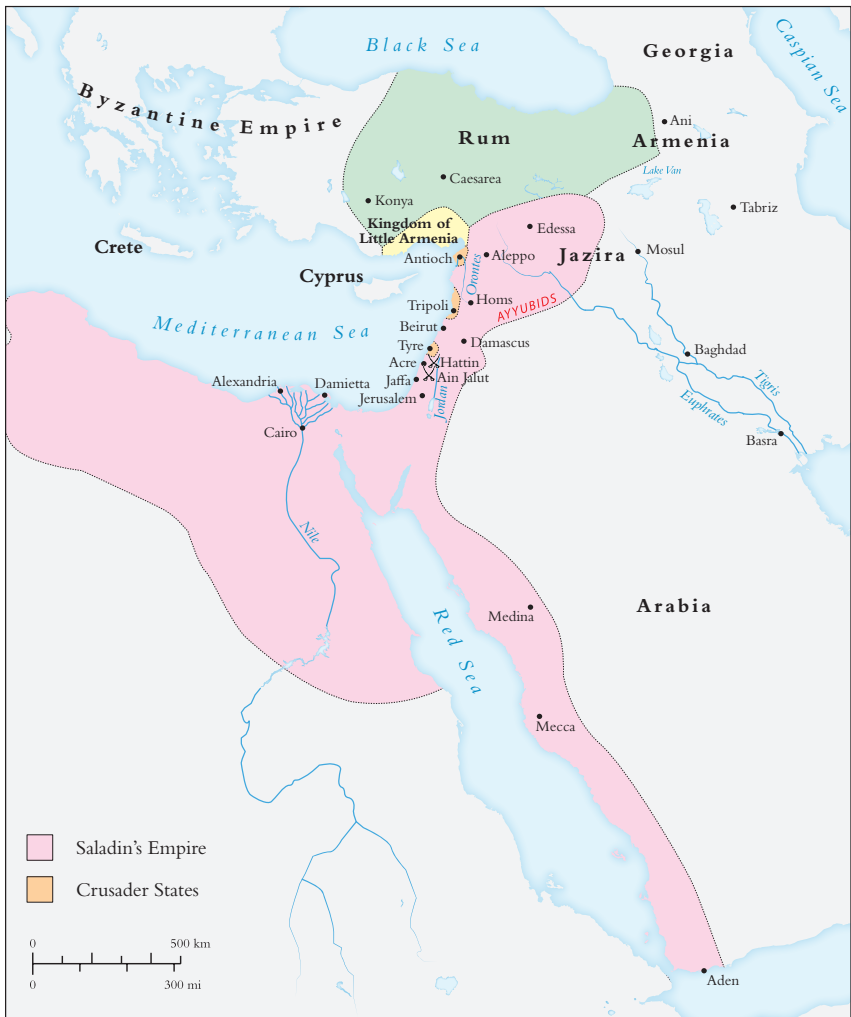 Black Sea
Georgia
Caspian Sea
Byzantine Empire
Rum
Ani
Armenia
Lake Van
Caesarea
Konya
Tabriz
Kingdom of
Little Armenia
Edessa
Crete
Antioch
Aleppo
Jazira
Mosul
Cyprus
Orontes
Tripoli
Homs
AYYUBIDS
Mediterranean Sea
Beirut
Tyre
Damascus
Baghdad
Acre
Hattin
Tigris
Alexandria
Damietta
Jaffa
Ain Jalut
Jerusalem
Jordan
Euphrates
Cairo
Basra
Nile
Red Sea
Medina
Arabia
Mecca
Saladin's Empire
Crusader States
0
500 km
0
300 mi
Aden